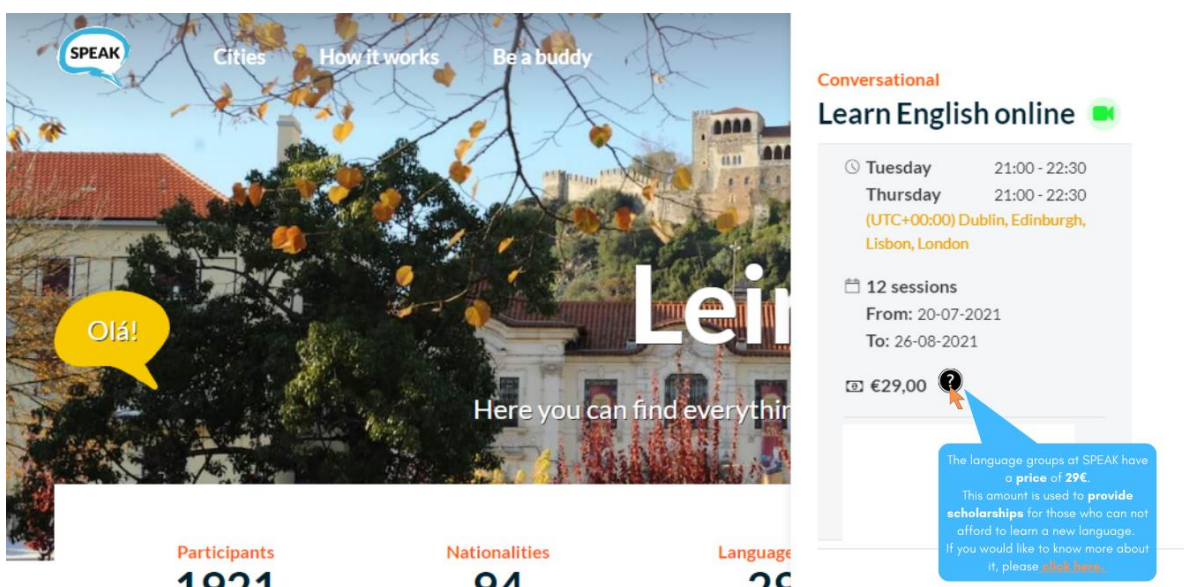 SPEAK
Cities
How it works
Be a buddy
Olá!
Lei
Here you can find everythin
Participants
Nationalities
Language
1921
94
Conversational
Learn English online
Tuesday 21:00 - 22:30
Thursday 21:00 - 22:30
(UTC+00:00) Dublin, Edinburgh,
Lisbon, London
12 sessions
From: 20-07-2021
To: 26-08-2021
€29,00 ?
The language groups at SPEAK have
a price of 29€.
This amount is used to provide
scholarships for those who can not
afford to learn a new language.
If you would like to know more about
it, please click here.